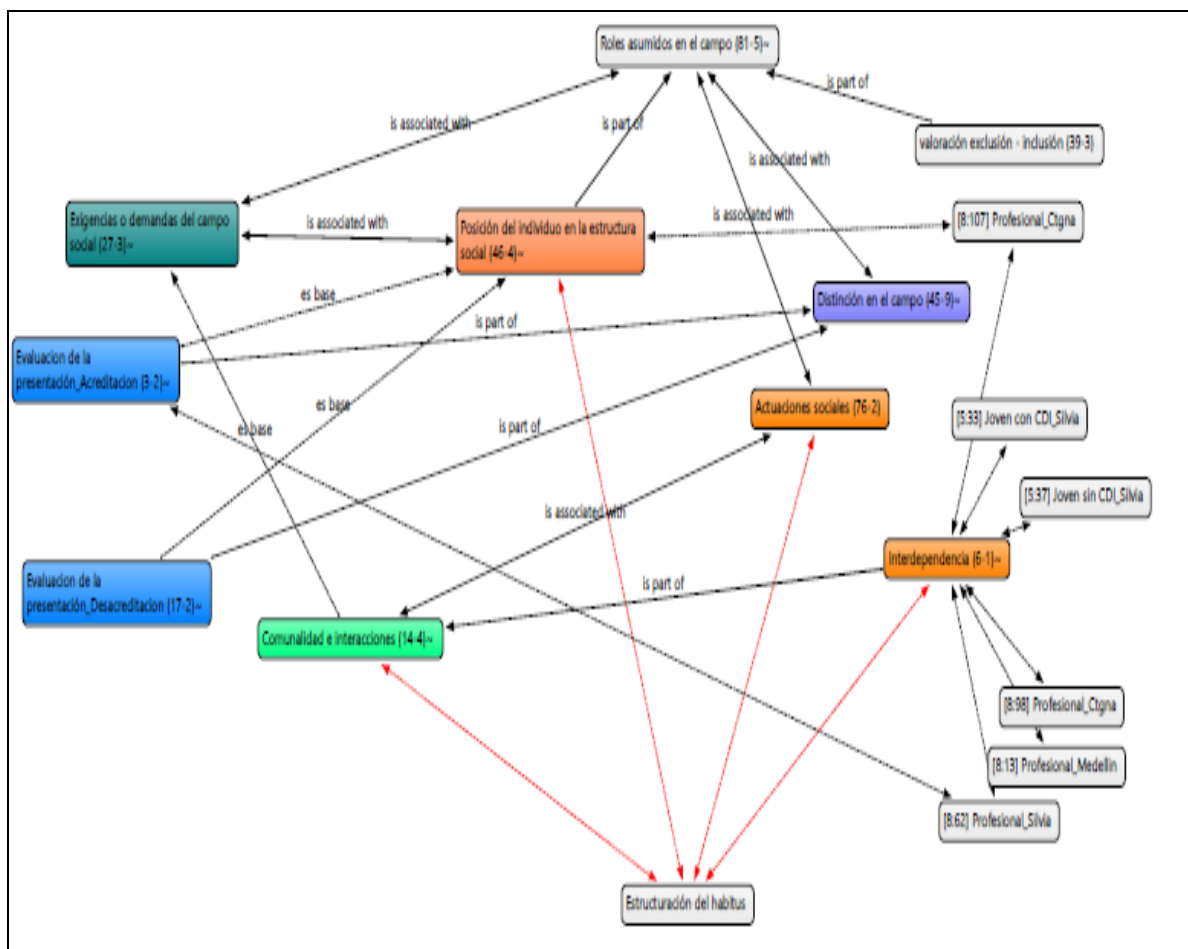 Roles asumidos en el campo (81-5)~
is part of
is associated with
is part of
valoración exclusión - inclusión (39-3)
is associated with
Exigencias o demandas del campo
social (27-3)~
is associated with
Posición del individuo en la estructura
social (46-4)~
is associated with
[8:107] Profesional_Ctgna
es base
Distinción en el campo (45-9)~
is part of
Evaluacion de la
presentación_Acreditacion (3-2)~
es base
Actuaciones sociales (76-2)
[5:33] Joven con CDI_Silvia
es base
is part of
[5:37] Joven sin CDI_Silvia
is associated with
Interdependencia (6-1)~
Evaluacion de la
presentación_Desacreditacion (17-2)~
is part of
Comunalidad e interacciones (14-4)~
[8:98] Profesional_Ctgna
[8:13] Profesional_Medellin
[8:62] Profesional_Silvia
Estructuración del habitus